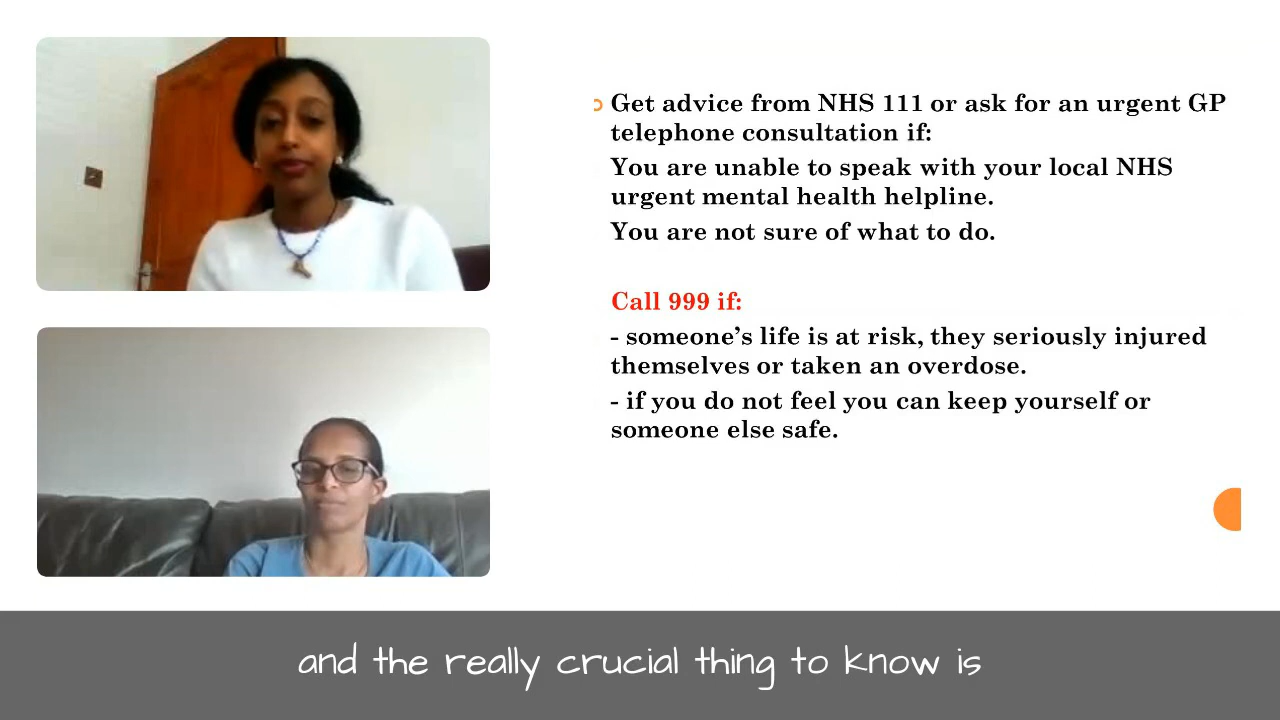 Get advice from NHS 111 or ask for an urgent GP
telephone consultation if:
You are unable to speak with your local NHS
urgent mental health helpline.
You are not sure of what to do.
Call 999 if:
- someone’s life is at risk, they seriously injured
themselves or taken an overdose.
- if you do not feel you can keep yourself or
someone else safe.
and the really crucial thing to know is